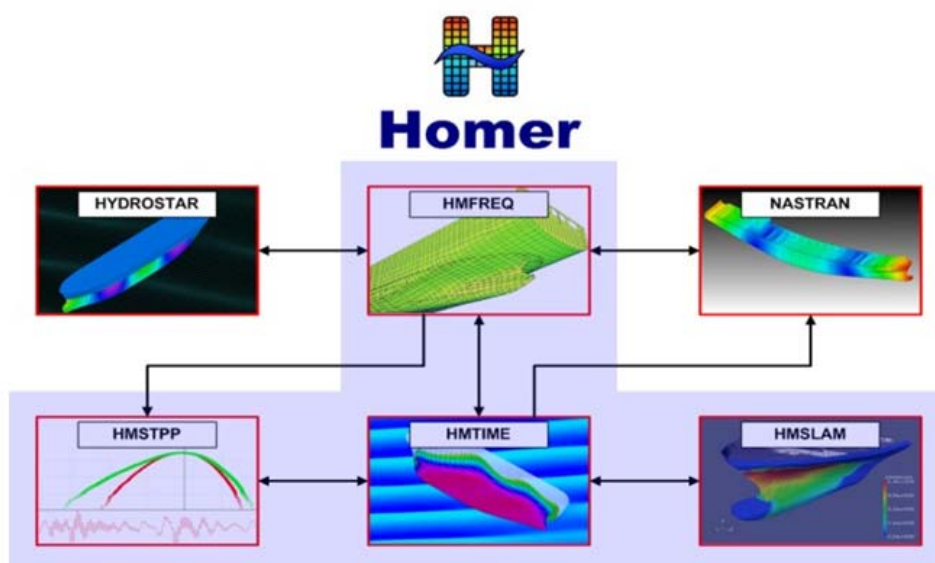 Homer
HYDROSTAR
HMFREQ
NASTRAN
HMSTPP
HMTIME
HMSLAM